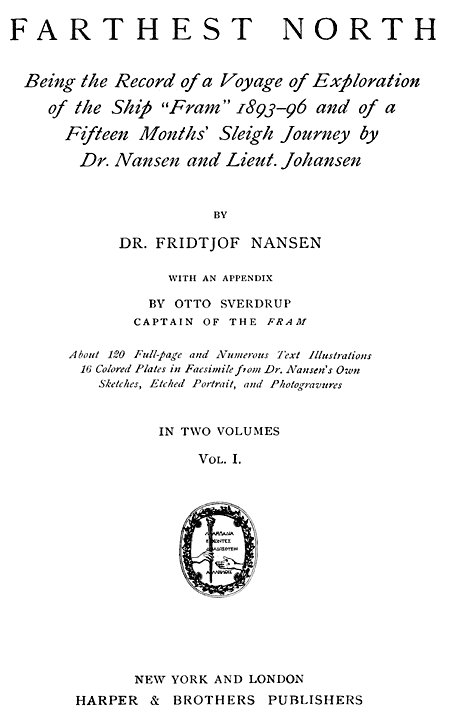 FARTHEST NORTH
Being the Record of a Voyage of Exploration
of the Ship “Fram” 1893–96 and of a
Fifteen Months’ Sleigh Journey by
Dr. Nansen and Lieut. Johansen
BY
DR. FRIDTJOF NANSEN
WITH AN APPENDIX
BY OTTO SVERDRUP
CAPTAIN OF THE FRAM
About 120 Full-page and Numerous Text Illustrations
16 Colored Plates in Facsimile from Dr. Nansen’s Own
Sketches, Etched Portrait, and Photogravures
IN TWO VOLUMES
VOL. I.
NEW YORK AND LONDON
HARPER & BROTHERS PUBLISHERS